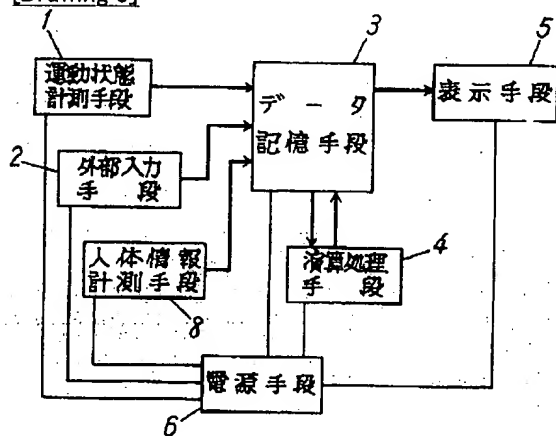 1
運動状態
計測手段
2
外部入力
手段
人体情報
計測手段
8
3
データ
記憶手段
演算処理
手段
4
5
表示手段
電源手段
6